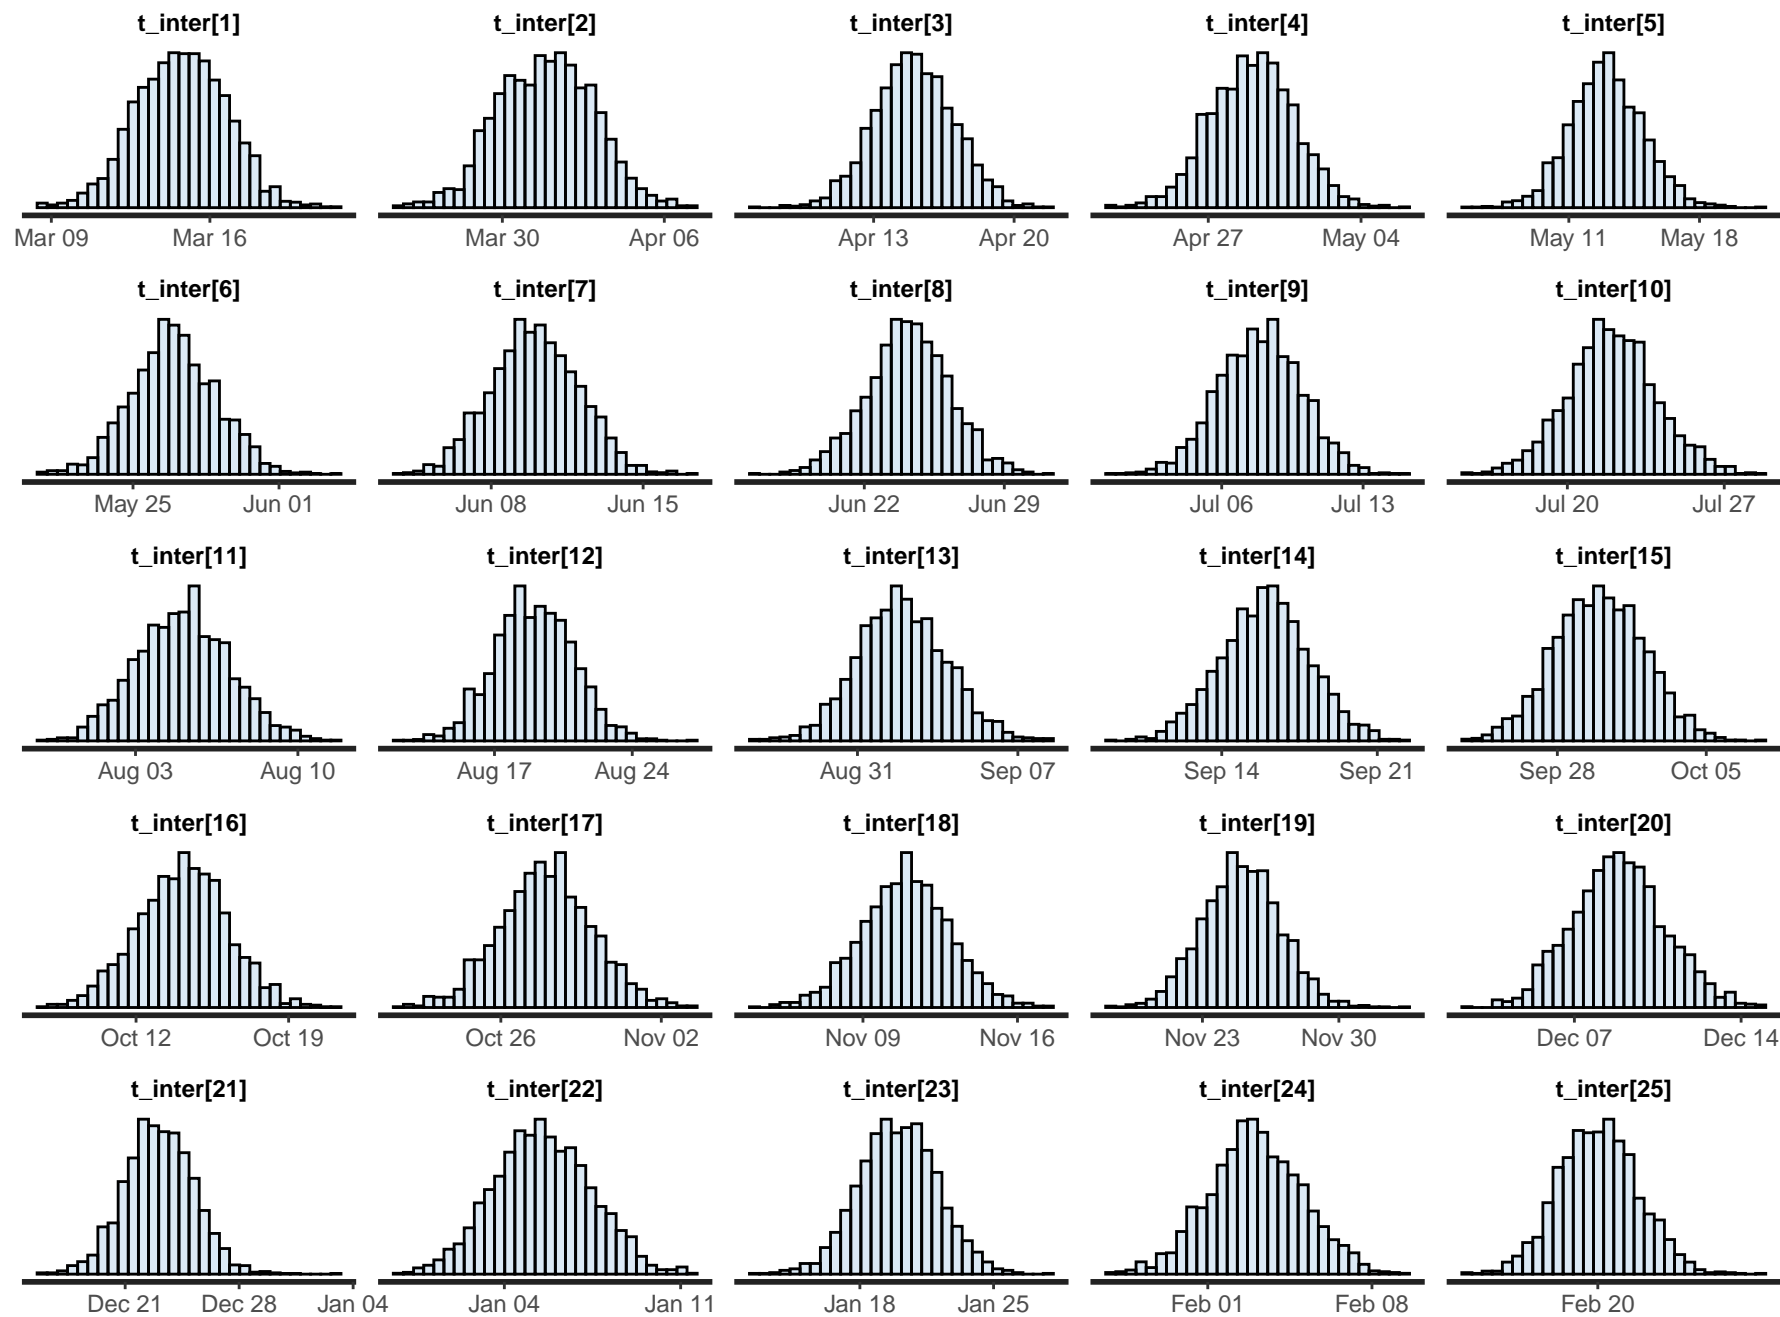 t_inter[1] t_inter[2] t_inter[3] t_inter[4] t_inter[5]
Mar 09 Mar 16 Mar 30 Apr 06 Apr 13 Apr 20 Apr 27 May 04 May 11 May 18
t_inter[6] t_inter[7] t_inter[8] t_inter[9] t_inter[10]
May 25 Jun 01 Jun 08 Jun 15 Jun 22 Jun 29 Jul 06 Jul 13 Jul 20 Jul 27
t_inter[11] t_inter[12] t_inter[13] t_inter[14] t_inter[15]
Aug 03 Aug 10 Aug 17 Aug 24 Aug 31 Sep 07 Sep 14 Sep 21 Sep 28 Oct 05
t_inter[16] t_inter[17] t_inter[18] t_inter[19] t_inter[20]
Oct 12 Oct 19 Oct 26 Nov 02 Nov 09 Nov 16 Nov 23 Nov 30 Dec 07 Dec 14
t_inter[21] t_inter[22] t_inter[23] t_inter[24] t_inter[25]
Dec 21 Dec 28 Jan 04 Jan 04 Jan 11 Jan 18 Jan 25 Feb 01 Feb 08 Feb 20